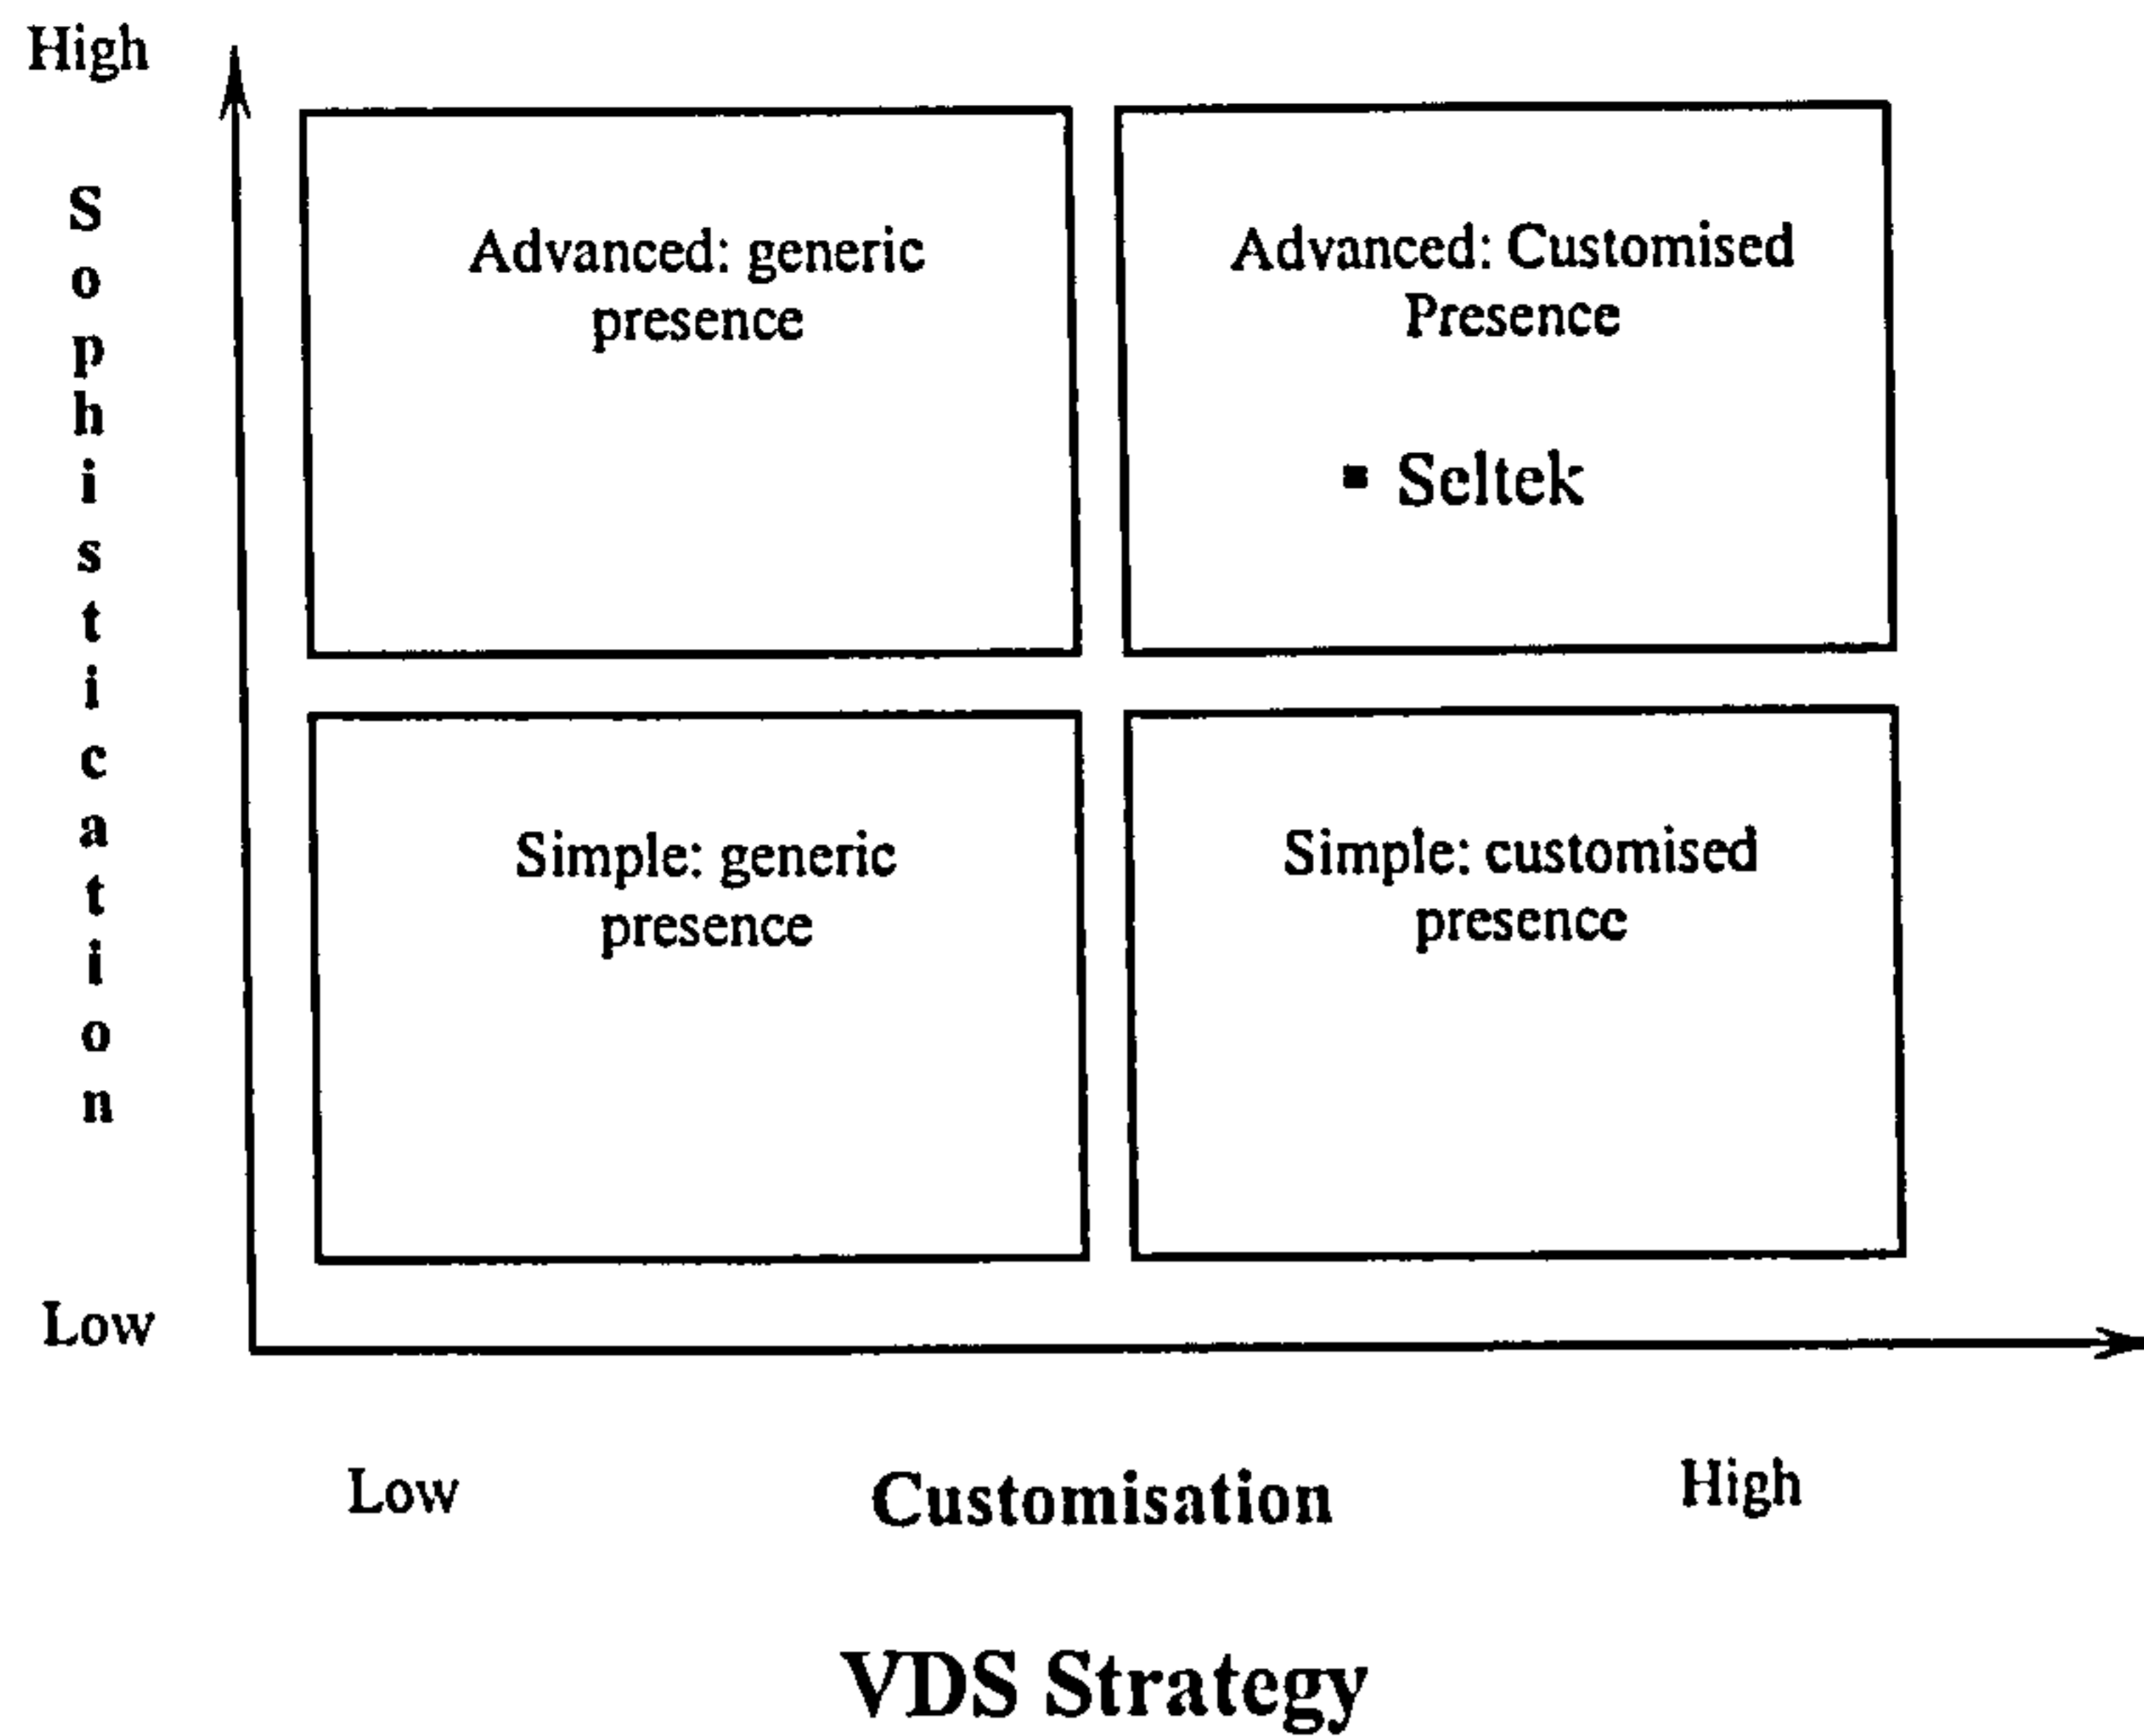 High
Sophistication
Advanced: generic
presence
Advanced: Customised
Presence
▪ Seltek
Simple: generic
presence
Simple: customised
presence
Low
Low
Customisation
High
VDS Strategy